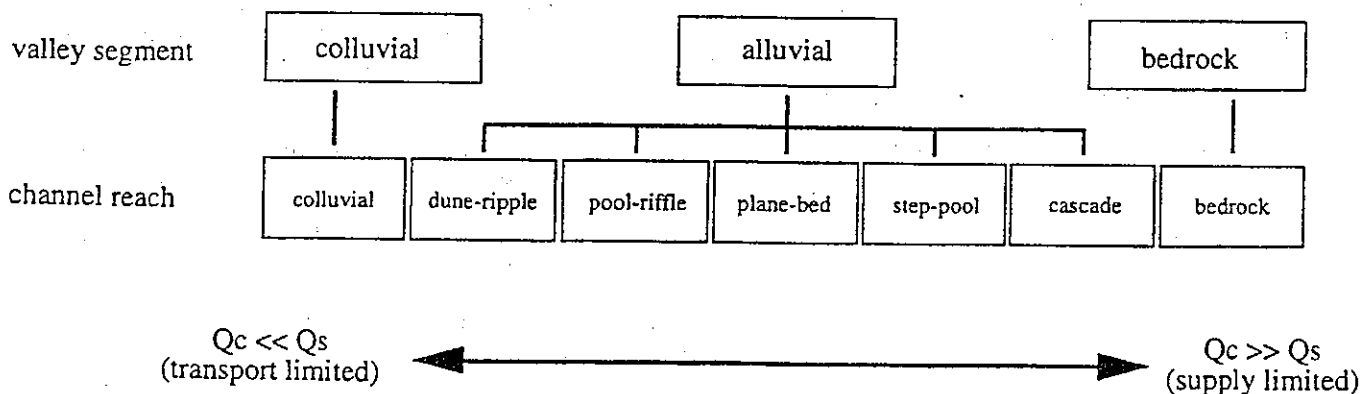 valley segment colluvial alluvial bedrock
channel reach colluvial dune-ripple pool-riffle plane-bed step-pool cascade bedrock
Qc << Qs
(transport limited)
Qc >> Qs
(supply limited)